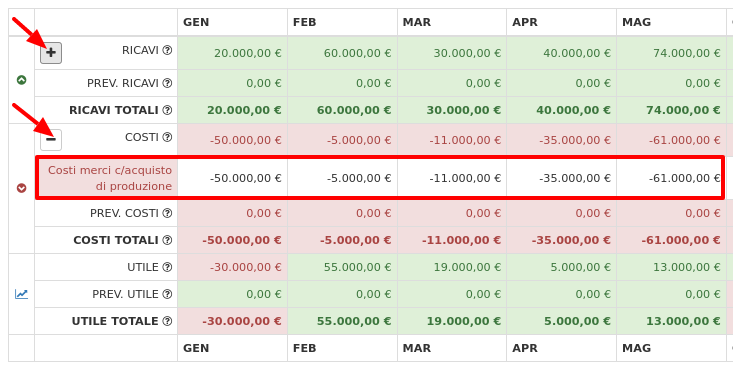 GEN FEB MAR APR MAG
RICAVI 20.000,00 € 60.000,00 € 30.000,00 € 40.000,00 € 74.000,00 €
PREV. RICAVI 0,00 € 0,00 € 0,00 € 0,00 € 0,00 €
RICAVI TOTALI 20.000,00 € 60.000,00 € 30.000,00 € 40.000,00 € 74.000,00 €
COSTI -50.000,00 € -5.000,00 € -11.000,00 € -35.000,00 € -61.000,00 €
Costi merci c/acquisto
di produzione -50.000,00 € -5.000,00 € -11.000,00 € -35.000,00 € -61.000,00 €
PREV. COSTI 0,00 € 0,00 € 0,00 € 0,00 € 0,00 €
COSTI TOTALI -50.000,00 € -5.000,00 € -11.000,00 € -35.000,00 € -61.000,00 €
UTILE -30.000,00 € 55.000,00 € 19.000,00 € 5.000,00 € 13.000,00 €
PREV. UTILE 0,00 € 0,00 € 0,00 € 0,00 € 0,00 €
UTILE TOTALE -30.000,00 € 55.000,00 € 19.000,00 € 5.000,00 € 13.000,00 €
GEN FEB MAR APR MAG